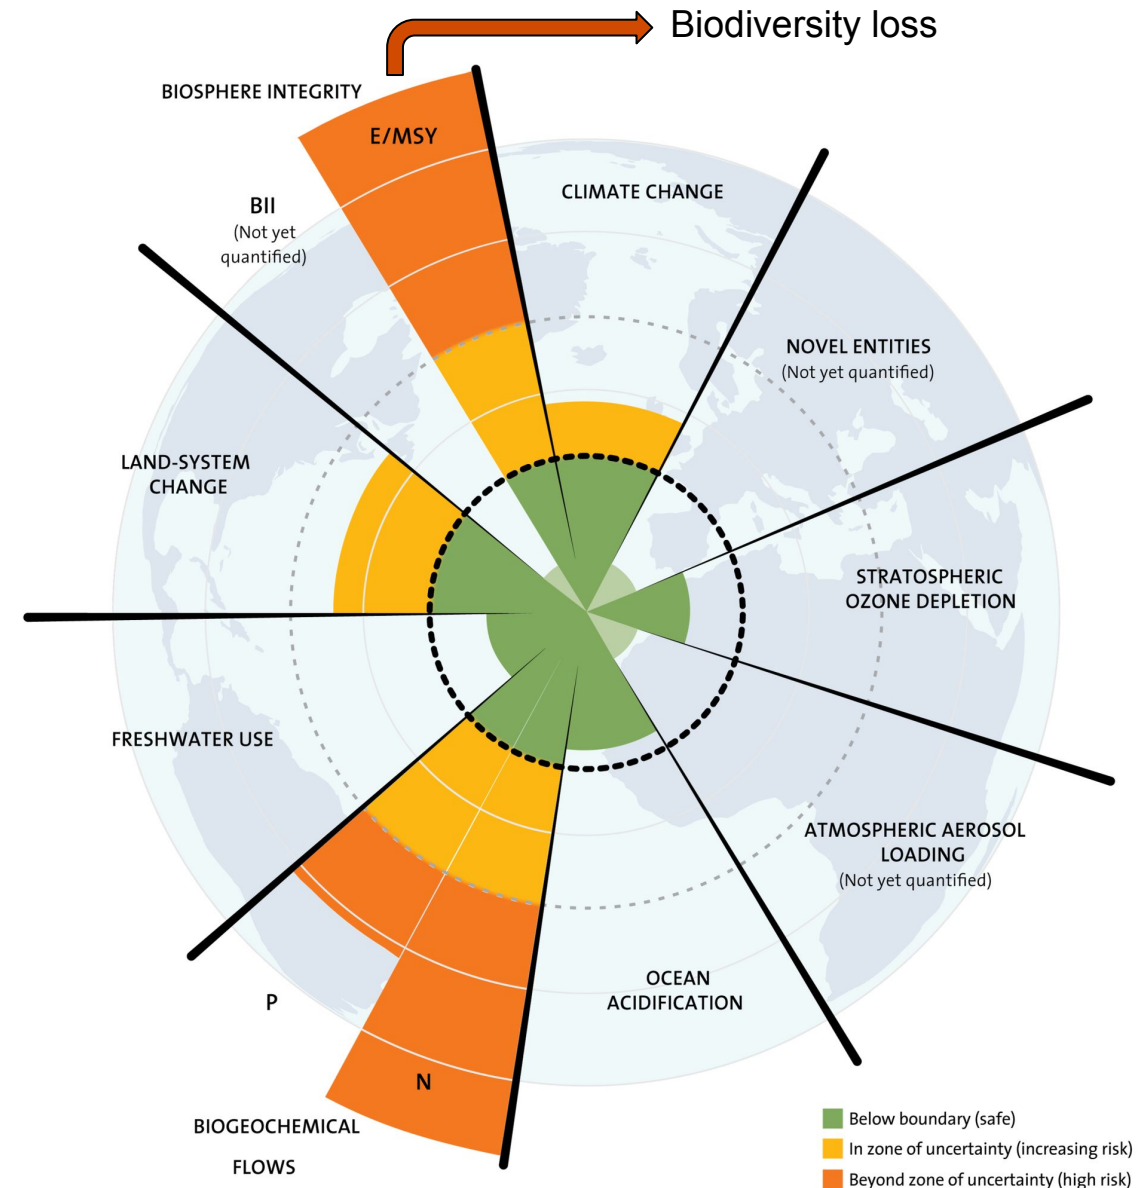 Biodiversity loss
BIOSPHERE INTEGRITY
E/MSY
BII
(Not yet
quantified)
CLIMATE CHANGE
NOVEL ENTITIES
(Not yet quantified)
LAND-SYSTEM
CHANGE
STRATOSPHERIC
OZONE DEPLETION
FRESHWATER USE
ATMOSPHERIC AEROSOL
LOADING
(Not yet quantified)
OCEAN
ACIDIFICATION
P
N
BIOGEOCHEMICAL
FLOWS
Below boundary (safe)
In zone of uncertainty (increasing risk)
Beyond zone of uncertainty (high risk)